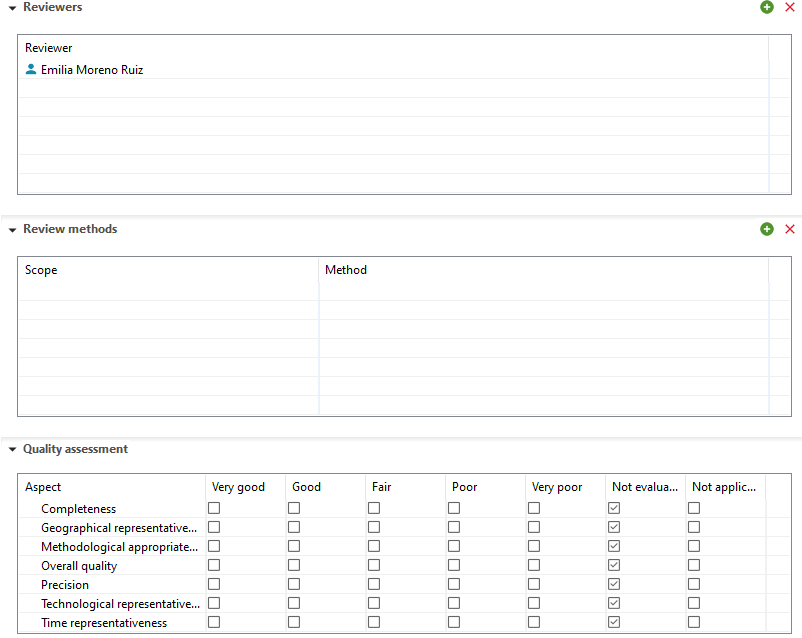 Reviewers
Reviewer
Emilia Moreno Ruiz
Review methods
Scope Method
Quality assessment
Aspect Very good Good Fair Poor Very poor Not evalua... Not applic...
Completeness
Geographical representative...
Methodological appropriate...
Overall quality
Precision
Technological representative...
Time representativeness